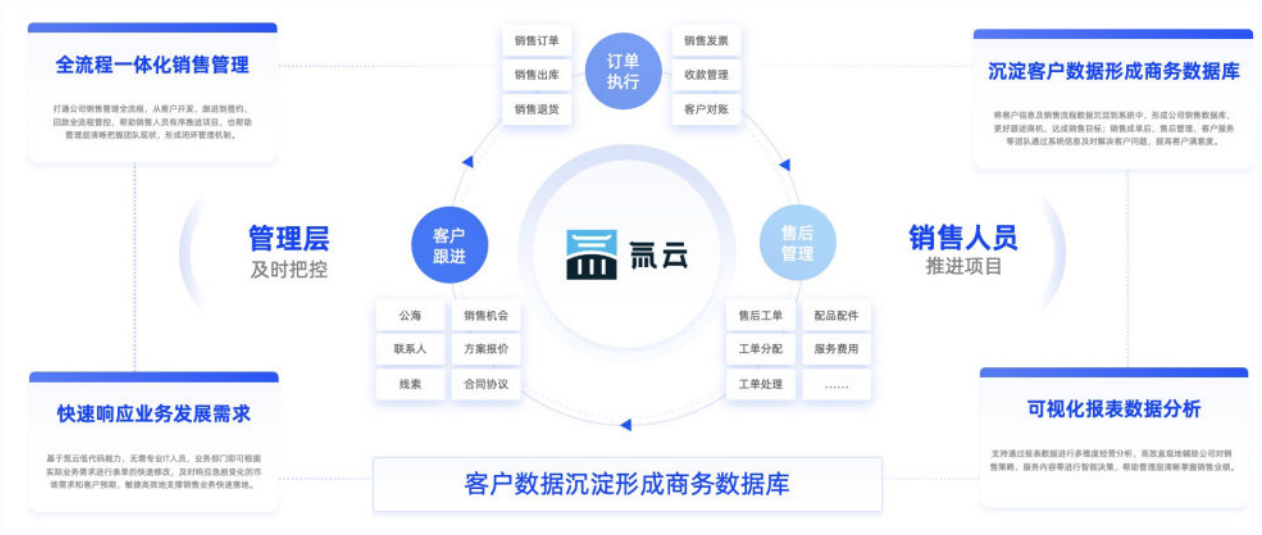 全流程一体化销售管理
打通公司销售管理全流程，从客户开发、跟进到签约、
回款全流程管控，帮助销售人员有序推进项目，也帮助
管理层清晰把握团队现状，形成闭环管理机制。
销售订单
销售出库
销售退货
订单
执行
销售发票
收款管理
客户对账
沉淀客户数据形成商务数据库
将客户信息及销售流程数据沉淀到系统中，形成公司销售数据库，
更好跟进商机，达成销售目标；销售成单后，售后管理、客户服务
等团队通过系统信息及时解决客户问题，提高客户满意度。
管理层
及时把控
客户
跟进
氚云
售后
管理
销售人员
推进项目
公海
销售机会
联系人
方案报价
线索
合同协议
售后工单
配品配件
工单分配
服务费用
工单处理
……
快速响应业务发展需求
基于氚云低代码能力，无需专业IT人员，业务部门即可根据
实际业务需求进行表单的快速修改，及时响应急剧变化的市
场需求和客户预期，敏捷高效地支撑销售业务快速落地。
客户数据沉淀形成商务数据库
可视化报表数据分析
支持通过报表数据进行多维度经营分析，高效直观地辅助公司对销
售策略、服务内容等进行智能决策，帮助管理层清晰掌握销售业绩。